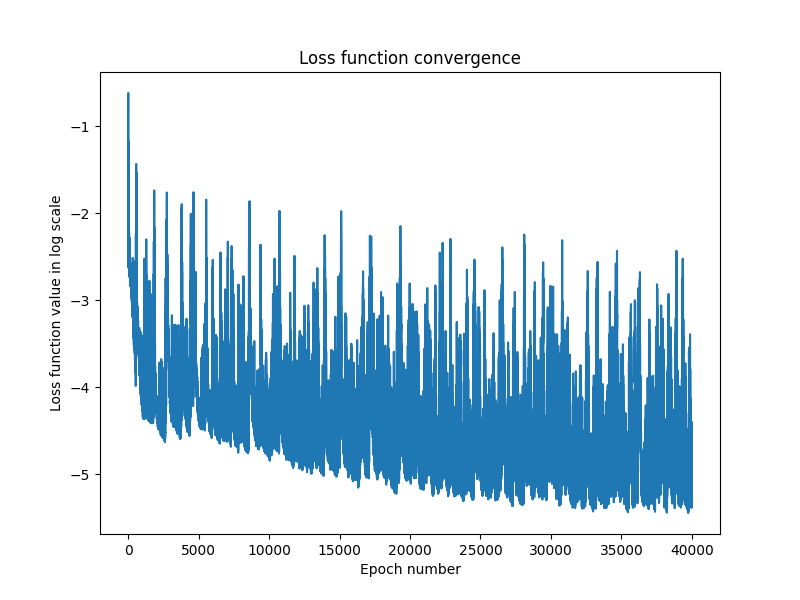 Loss function convergence
Loss function value in log scale
−1
−2
−3
−4
−5
0 5000 10000 15000 20000 25000 30000 35000 40000
Epoch number